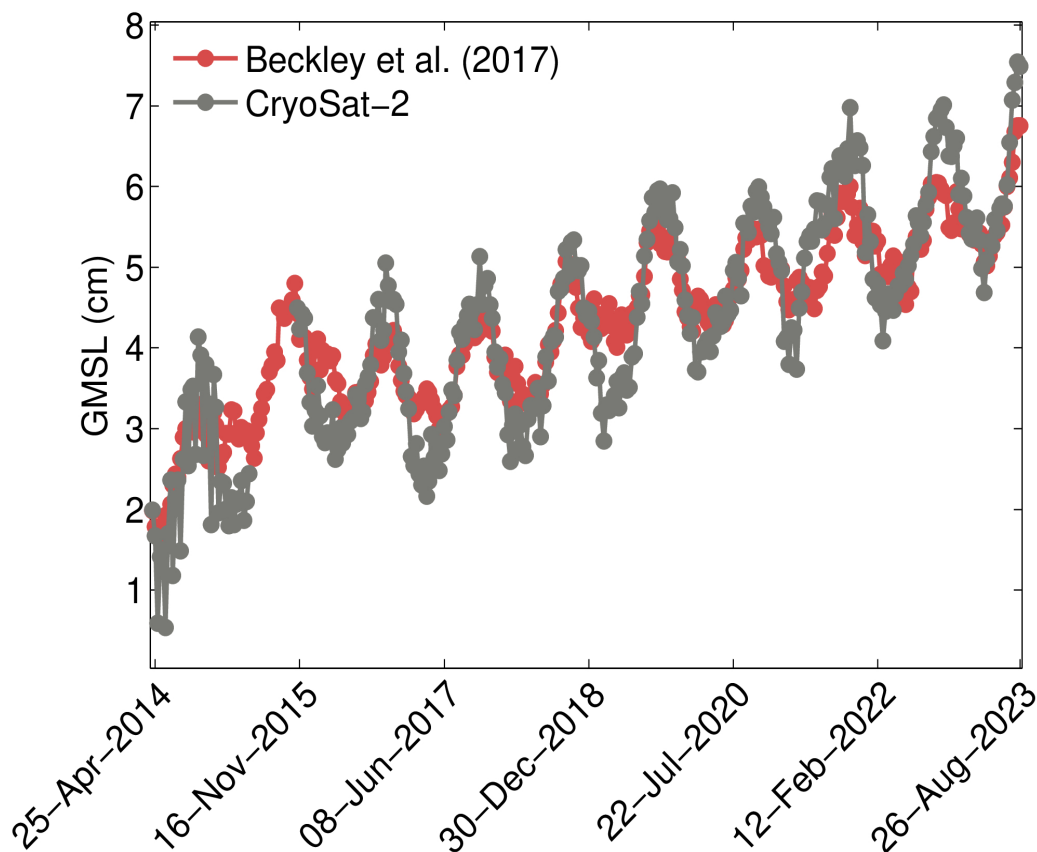 Beckley et al. (2017)
CryoSat−2
GMSL (cm)
8
7
6
5
4
3
2
1
25−Apr−2014
16−Nov−2015
08−Jun−2017
30−Dec−2018
22−Jul−2020
12−Feb−2022
26−Aug−2023